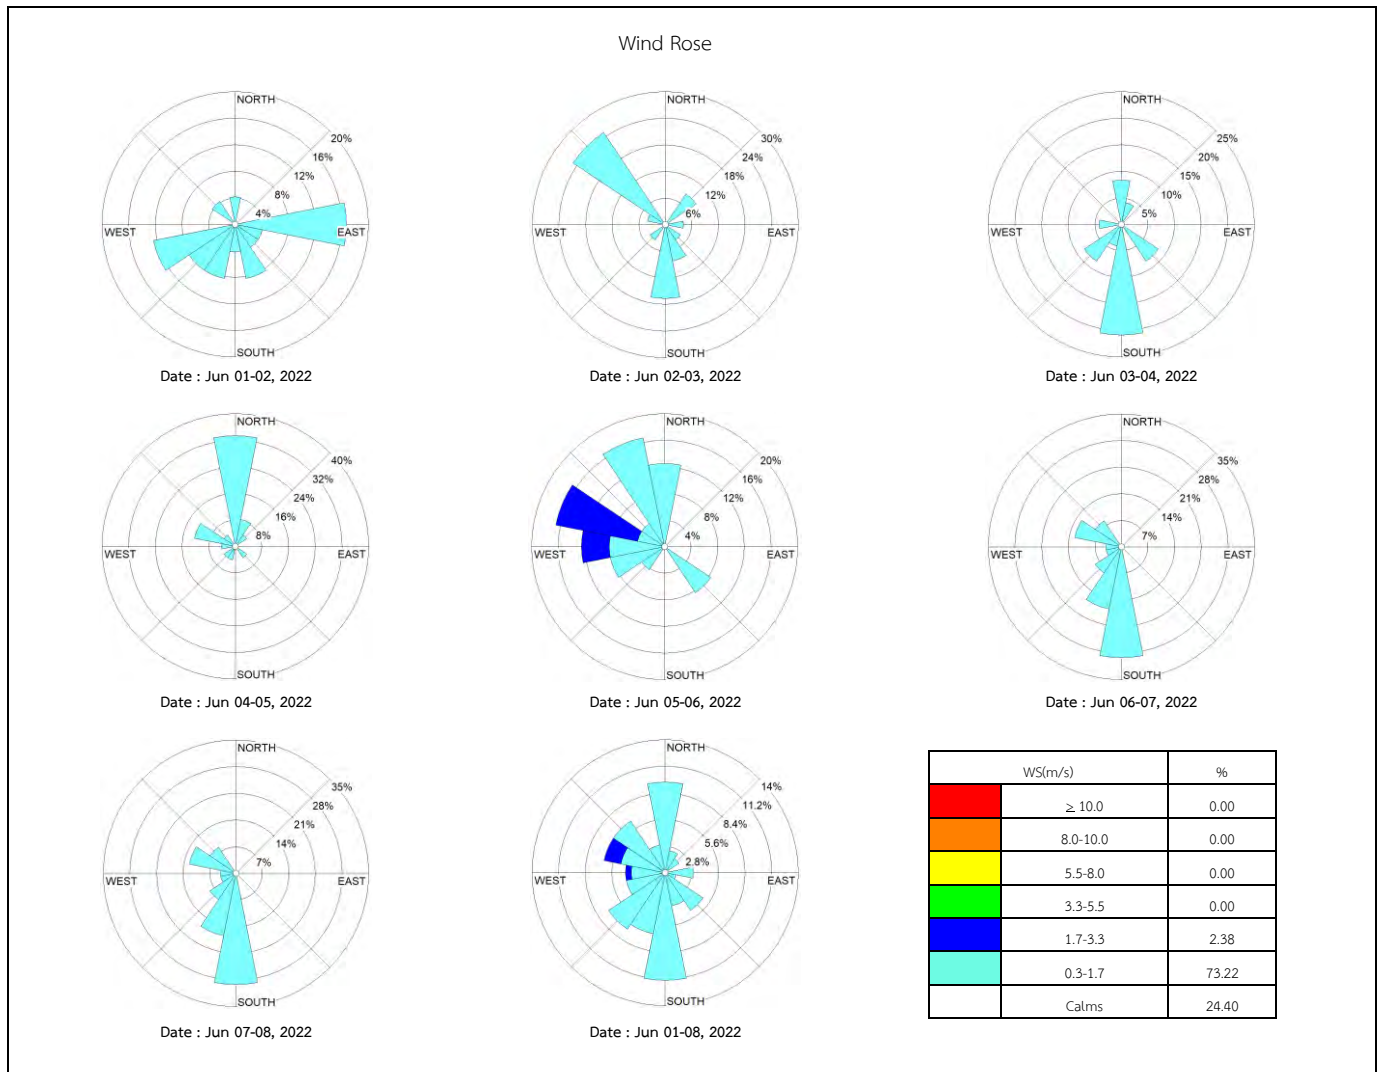 Wind Rose
NORTH
20%
16%
12%
8%
4%
WEST
EAST
SOUTH
Date : Jun 01-02, 2022
NORTH
30%
24%
18%
12%
6%
WEST
EAST
SOUTH
Date : Jun 02-03, 2022
NORTH
25%
20%
15%
10%
5%
WEST
EAST
SOUTH
Date : Jun 03-04, 2022
NORTH
40%
32%
24%
16%
8%
WEST
EAST
SOUTH
Date : Jun 04-05, 2022
NORTH
20%
16%
12%
8%
4%
WEST
EAST
SOUTH
Date : Jun 05-06, 2022
NORTH
35%
28%
21%
14%
7%
WEST
EAST
SOUTH
Date : Jun 06-07, 2022
NORTH
35%
28%
21%
14%
7%
WEST
EAST
SOUTH
Date : Jun 07-08, 2022
NORTH
14%
11.2%
8.4%
5.6%
2.8%
WEST
EAST
SOUTH
Date : Jun 01-08, 2022
WS(m/s) %
≥ 10.0 0.00
8.0-10.0 0.00
5.5-8.0 0.00
3.3-5.5 0.00
1.7-3.3 2.38
0.3-1.7 73.22
Calms 24.40